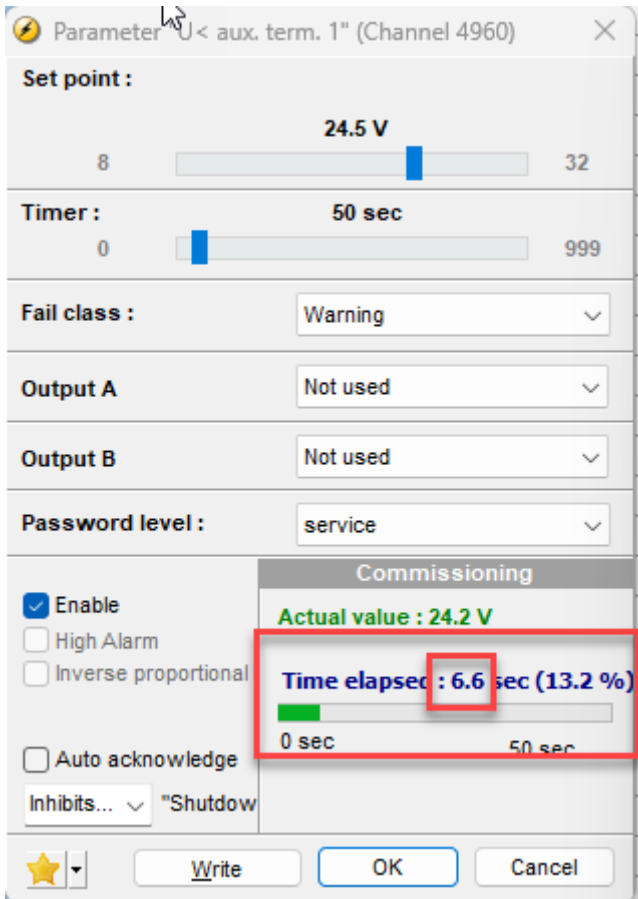 Parameter "U< aux. term. 1" (Channel 4960)
Set point :
24.5 V
8 32
Timer : 50 sec
0 999
Fail class : Warning
Output A Not used
Output B Not used
Password level : service
Commissioning
Enable
Actual value : 24.2 V
High Alarm
Inverse proportional
Time elapsed : 6.6 sec (13.2 %)
0 sec 50 sec
Auto acknowledge
Inhibits... "Shutdow
Write OK Cancel